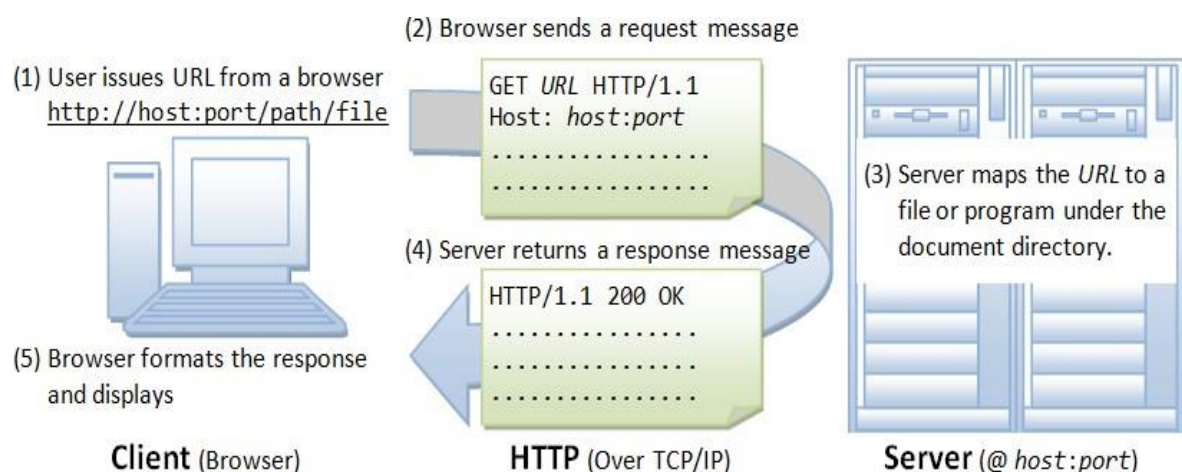 (1) User issues URL from a browser
http://host:port/path/file
(2) Browser sends a request message
GET URL HTTP/1.1
Host: host:port
..................
..................
(3) Server maps the URL to a
file or program under the
document directory.
(4) Server returns a response message
HTTP/1.1 200 OK
................
................
................
(5) Browser formats the response
and displays
Client (Browser)
HTTP (Over TCP/IP)
Server (@ host:port)